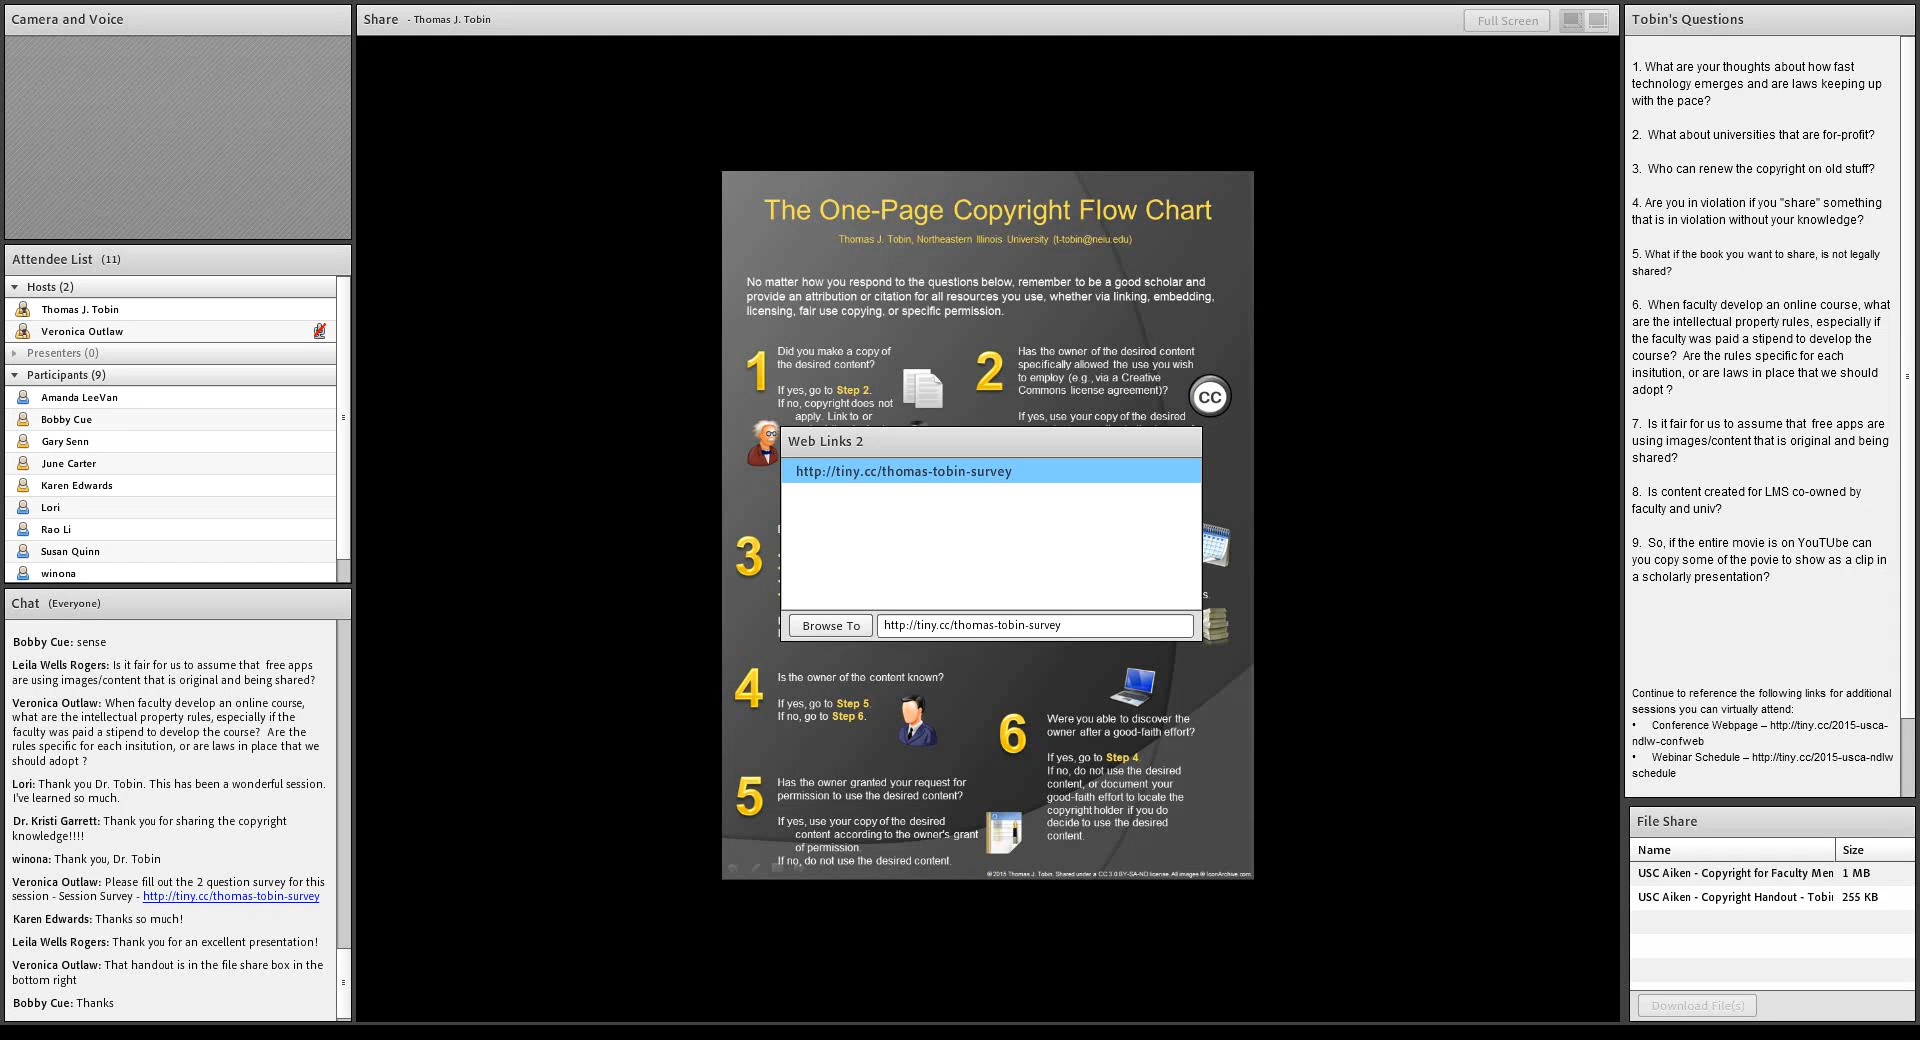 Camera and Voice
Attendee List (11)
Hosts (2)
Thomas J. Tobin
Veronica Outlaw
Presenters (0)
Participants (9)
Amanda LeeVan
Bobby Cue
Gary Senn
June Carter
Karen Edwards
Lori
Rao Li
Susan Quinn
winona
Chat (Everyone)
Bobby Cue: sense
Leila Wells Rogers: Is it fair for us to assume that free apps
are using images/content that is original and being shared?
Veronica Outlaw: When faculty develop an online course,
what are the intellectual property rules, especially if the
faculty was paid a stipend to develop the course? Are the
rules specific for each insitution, or are laws in place that we
should adopt ?
Lori: Thank you Dr. Tobin. This has been a wonderful session.
I've learned so much.
Dr. Kristi Garrett: Thank you for sharing the copyright
knowledge!!!!
winona: Thank you, Dr. Tobin
Veronica Outlaw: Please fill out the 2 question survey for this
session - Session Survey - http://tiny.cc/thomas-tobin-survey
Karen Edwards: Thanks so much!
Leila Wells Rogers: Thank you for an excellent presentation!
Veronica Outlaw: That handout is in the file share box in the
bottom right
Bobby Cue: Thanks
Share - Thomas J. Tobin
Full Screen
The One-Page Copyright Flow Chart
Thomas J. Tobin, Northeastern Illinois University (t-tobin@neiu.edu)
No matter how you respond to the questions below, remember to be a good scholar and
provide an attribution or citation for all resources you use, whether via linking, embedding,
licensing, fair use copying, or specific permission.
1
Did you make a copy of
the desired content?
If yes, go to Step 2.
If no, copyright does not
apply. Link to or
2
Has the owner of the desired content
specifically allowed the use you wish
to employ (e.g., via a Creative
Commons license agreement)?
If yes, use your copy of the desired
CC
Web Links 2
http://tiny.cc/thomas-tobin-survey
Browse To
http://tiny.cc/thomas-tobin-survey
3
s.
4
Is the owner of the content known?
If yes, go to Step 5.
If no, go to Step 6.
5
Has the owner granted your request for
permission to use the desired content?
If yes, use your copy of the desired
content according to the owner's grant
of permission.
If no, do not use the desired content.
6
Were you able to discover the
owner after a good-faith effort?
If yes, go to Step 4.
If no, do not use the desired
content, or document your
good-faith effort to locate the
copyright holder if you do
decide to use the desired
content.
© 2015 Thomas J. Tobin. Shared under a CC 3.0 BY-SA-ND license. All images @ IconArchive.com.
Tobin's Questions
1. What are your thoughts about how fast
technology emerges and are laws keeping up
with the pace?
2. What about universities that are for-profit?
3. Who can renew the copyright on old stuff?
4. Are you in violation if you "share" something
that is in violation without your knowledge?
5. What if the book you want to share, is not legally
shared?
6. When faculty develop an online course, what
are the intellectual property rules, especially if
the faculty was paid a stipend to develop the
course? Are the rules specific for each
insitution, or are laws in place that we should
adopt ?
7. Is it fair for us to assume that free apps are
using images/content that is original and being
shared?
8. Is content created for LMS co-owned by
faculty and univ?
9. So, if the entire movie is on YouTUbe can
you copy some of the povie to show as a clip in
a scholarly presentation?
Continue to reference the following links for additional
sessions you can virtually attend:
• Conference Webpage – http://tiny.cc/2015-usca-
ndlw-confweb
• Webinar Schedule – http://tiny.cc/2015-usca-ndlw
schedule
File Share
Name Size
USC Aiken - Copyright for Faculty Men 1 MB
USC Aiken - Copyright Handout - Tobin 255 KB
Download File(s)